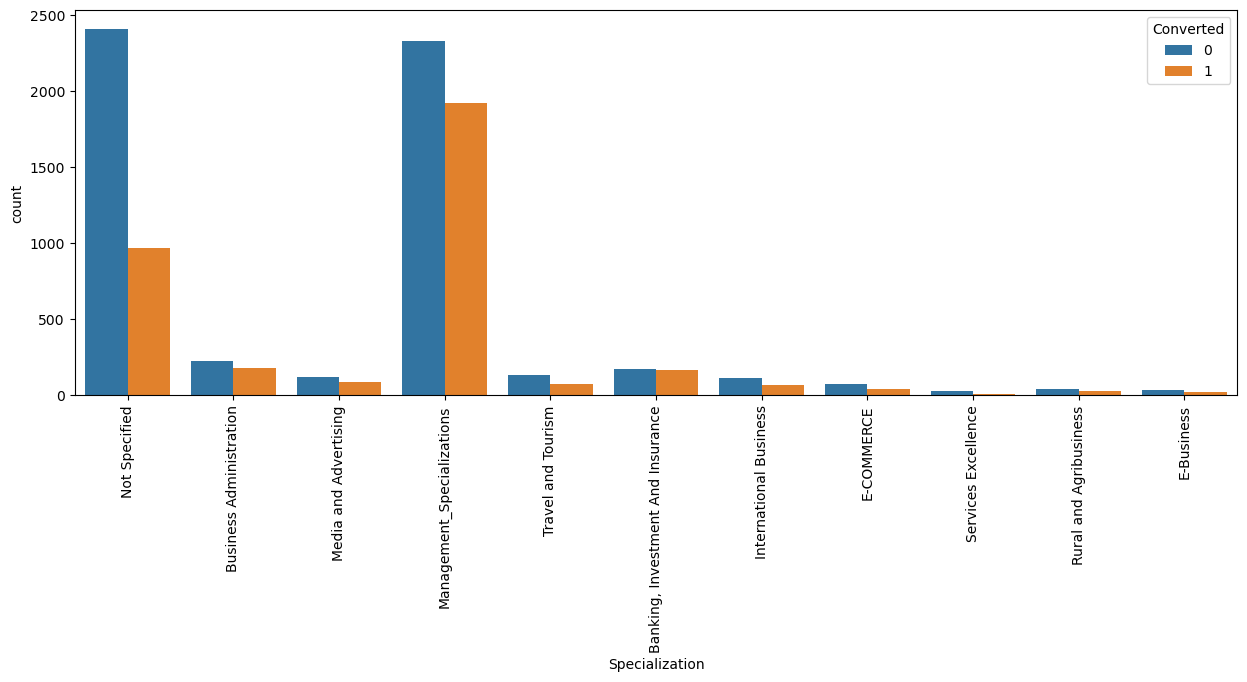 2500
2000
1500
1000
500
0
count
Converted
0
1
Not Specified
Business Administration
Media and Advertising
Management_Specializations
Travel and Tourism
Banking, Investment And Insurance
International Business
E-COMMERCE
Services Excellence
Rural and Agribusiness
E-Business
Specialization